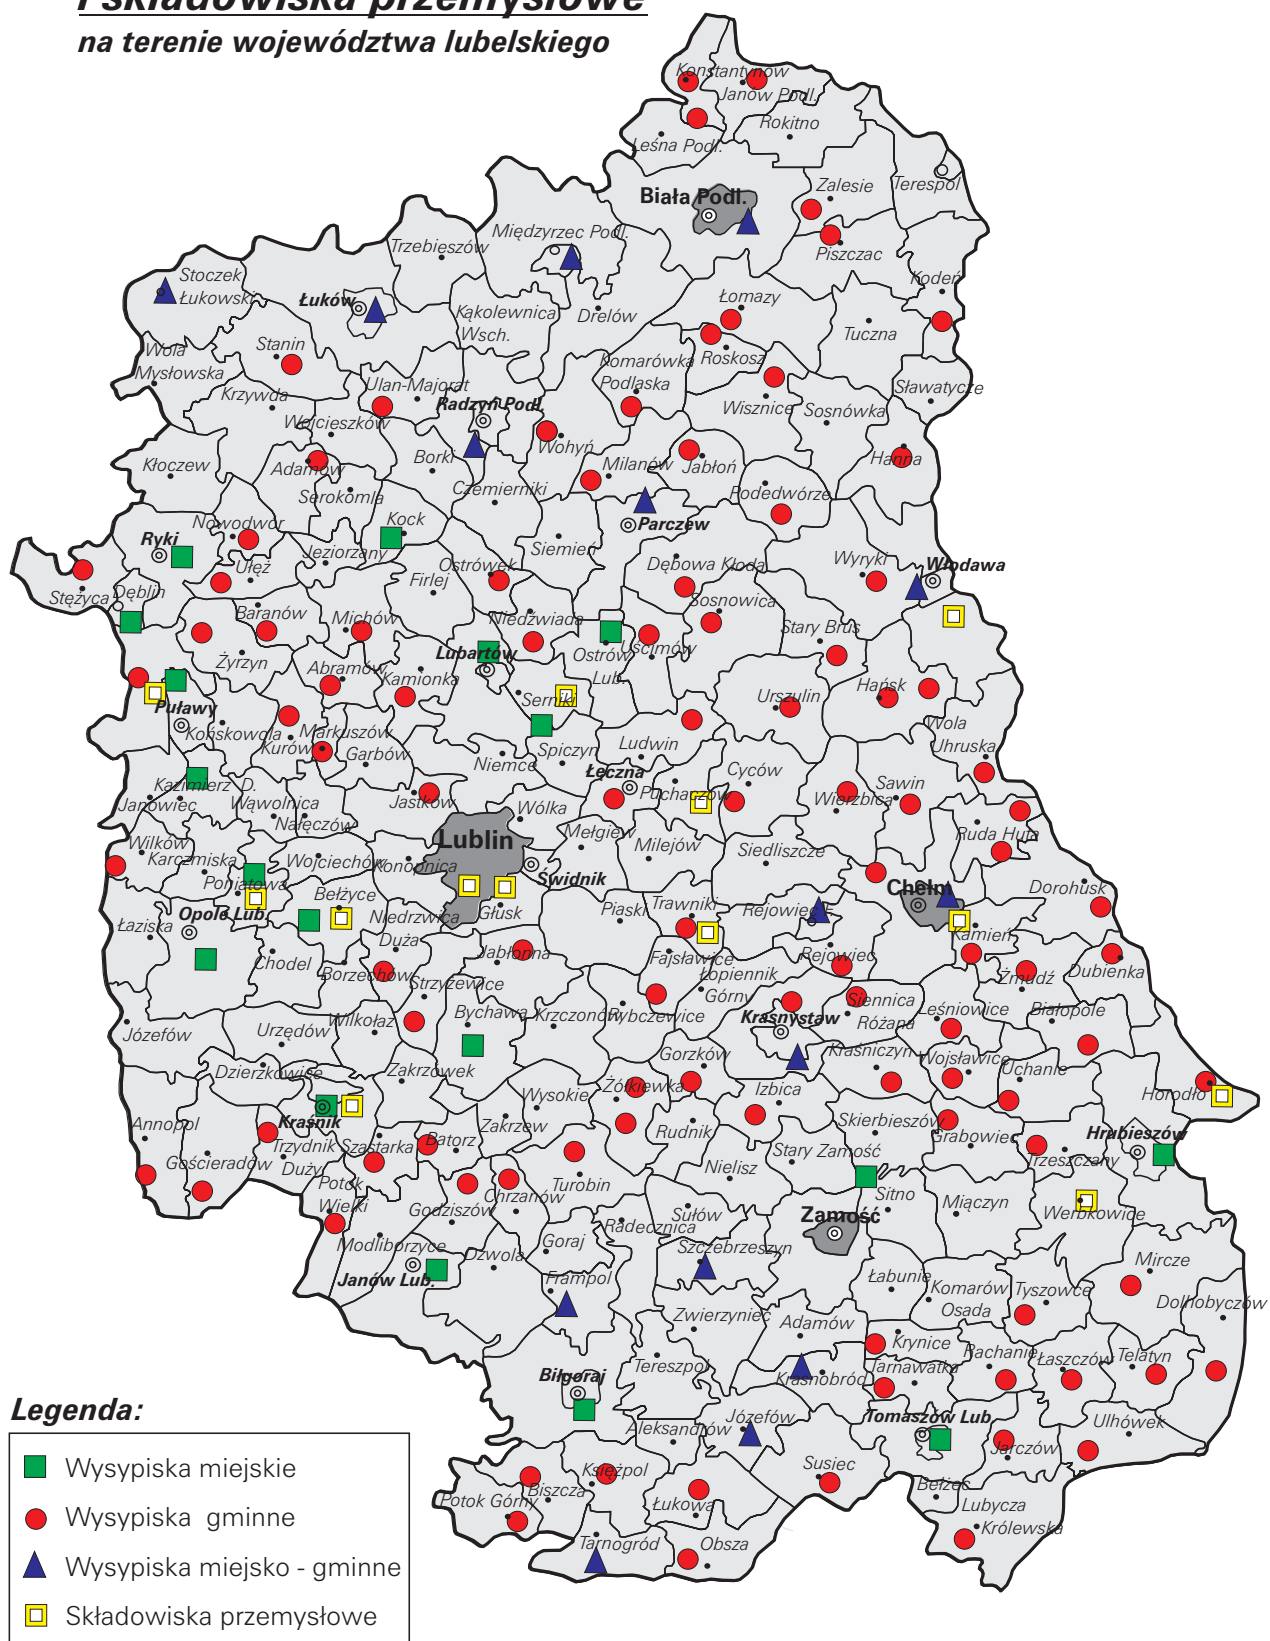 i składowiska przemysłowe
na terenie województwa lubelskiego
Konstantynów
Janów Podl.
Rokitno
Leśna Podl.
Biała Podl.
Zalesie
Terespol
Piszczac
Kodeń
Międzyrzec Podl.
Trzebieszów
Stoczek
Łukowski
Łuków
Kąkolewnica
Wsch.
Drelów
Łomazy
Tuczna
Roskosz
Wola
Mysłowska
Stanin
Krzywda
Ulan-Majorat
Radzyń Podl.
Komarówka
Podlaska
Wisznice
Sosnówka
Sławatycze
Wojcieszków
Adamów
Serokomla
Borki
Czemierniki
Wohyń
Milanów
Jabłoń
Podedwórze
Hanna
Kłoczew
Nowodwór
Kock
Parczew
Ryki
Jeziorzany
Siemień
Ułęż
Firlej
Ostrówek
Dębowa Kłoda
Wyryki
Włodawa
Stężyca
Dęblin
Baranów
Michów
Niedźwiada
Sosnowica
Stary Brus
Żyrzyn
Abramów
Kamionka
Lubartów
Ostrów
Lub.
Uścimów
Puławy
Serniki
Urszulin
Hańsk
Końskowola
Kurów
Markuszów
Garbów
Niemce
Spiczyn
Ludwin
Wola
Uhruska
Kazimierz D.
Janowiec
Wąwolnica
Nałęczów
Jastków
Wólka
Łęczna
Puchaczów
Cyców
Wierzbica
Sawin
Wilków
Karczmiska
Wojciechów
Konopnica
Lublin
Mełgiew
Milejów
Siedliszcze
Ruda Huta
Poniatowa
Bełżyce
Świdnik
Opole Lub.
Niedrzwica
Duża
Głusk
Piaski
Trawniki
Rejowiec F.
Chełm
Dorohusk
Łaziska
Chodel
Borzechów
Jabłonna
Strzyżewice
Fajsławice
Łopiennik
Górny
Rejowiec
Kamień
Żmudź
Dubienka
Józefów
Urzędów
Wilkołaz
Bychawa
Krzczonów
Rybczewice
Krasnystaw
Siennica
Różana
Leśniowice
Białopole
Dzierzkowice
Zakrzówek
Gorzków
Kraśniczyn
Wojsławice
Uchanie
Wysokie
Żółkiewka
Izbica
Horodło
Annopol
Kraśnik
Zakrzew
Rudnik
Skierbieszów
Grabowiec
Hrubieszów
Gościeradów
Trzydnik
Duży
Szastarka
Batorz
Stary Zamość
Trzeszczany
Potok
Wielki
Godziszów
Chrzanów
Turobin
Nielisz
Sitno
Miączyn
Werbkowice
Modliborzyce
Radecznica
Sułów
Zamość
Dzwola
Goraj
Szczebrzeszyn
Mircze
Janów Lub.
Frampol
Łabunie
Komarów
Osada
Tyszowce
Dolhobyczów
Zwierzyniec
Adamów
Krynice
Tarnawatka
Rachanie
Łaszczów
Telatyn
Biłgoraj
Tereszpol
Krasnobród
Aleksandrów
Józefów
Tomaszów Lub.
Ulhówek
Jarczów
Księżpol
Susiec
Bełżec
Potok Górny
Biszcza
Łukowa
Lubycza
Królewska
Tarnogród
Obsza
Legenda:
Wysypiska miejskie
Wysypiska gminne
Wysypiska miejsko - gminne
Składowiska przemysłowe